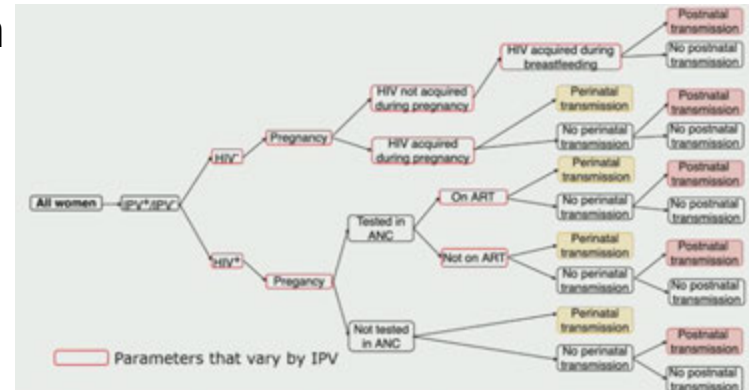 Postnatal
transmission
HIV acquired during
breastfeeding
No postnatal
transmission
HIV not acquired
during pregnancy
Perinatal
transmission
Postnatal
transmission
HIV⁻
Pregnancy
HIV acquired
during pregnancy
No perinatal
transmission
No postnatal
transmission
Perinatal
transmission
Postnatal
transmission
All women
IPV⁺/IPV⁻
On ART
No perinatal
transmission
No postnatal
transmission
Tested in
ANC
Perinatal
transmission
Postnatal
transmission
HIV⁺
Not on ART
Pregancy
No perinatal
transmission
No postnatal
transmission
Perinatal
transmission
Not tested
in ANC
Postnatal
transmission
No perinatal
transmission
Parameters that vary by IPV
No postnatal
transmission